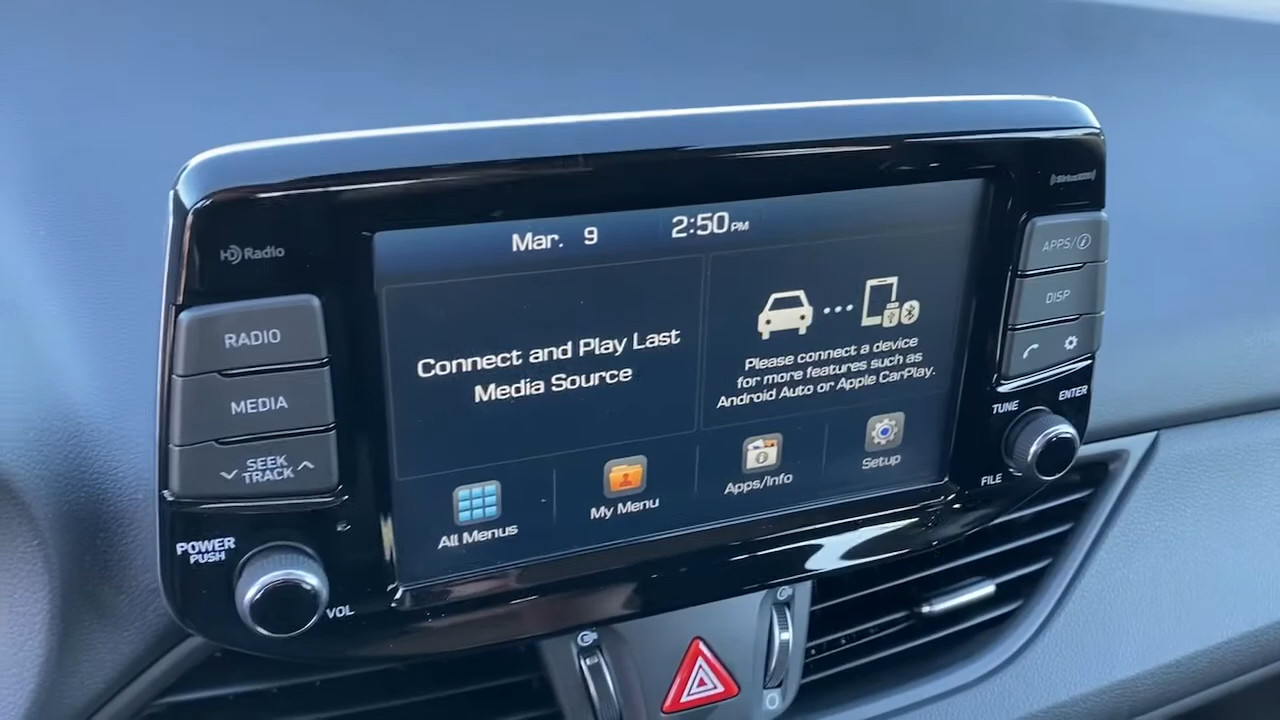 Mar. 9
2:50 PM
HD Radio
((SiriusXM))
RADIO
MEDIA
SEEK
TRACK
POWER
PUSH
VOL
Connect and Play Last
Media Source
Please connect a device
for more features such as
Android Auto or Apple CarPlay.
All Menus
My Menu
Apps/Info
Setup
APPS/i
DISP
TUNE
ENTER
FILE